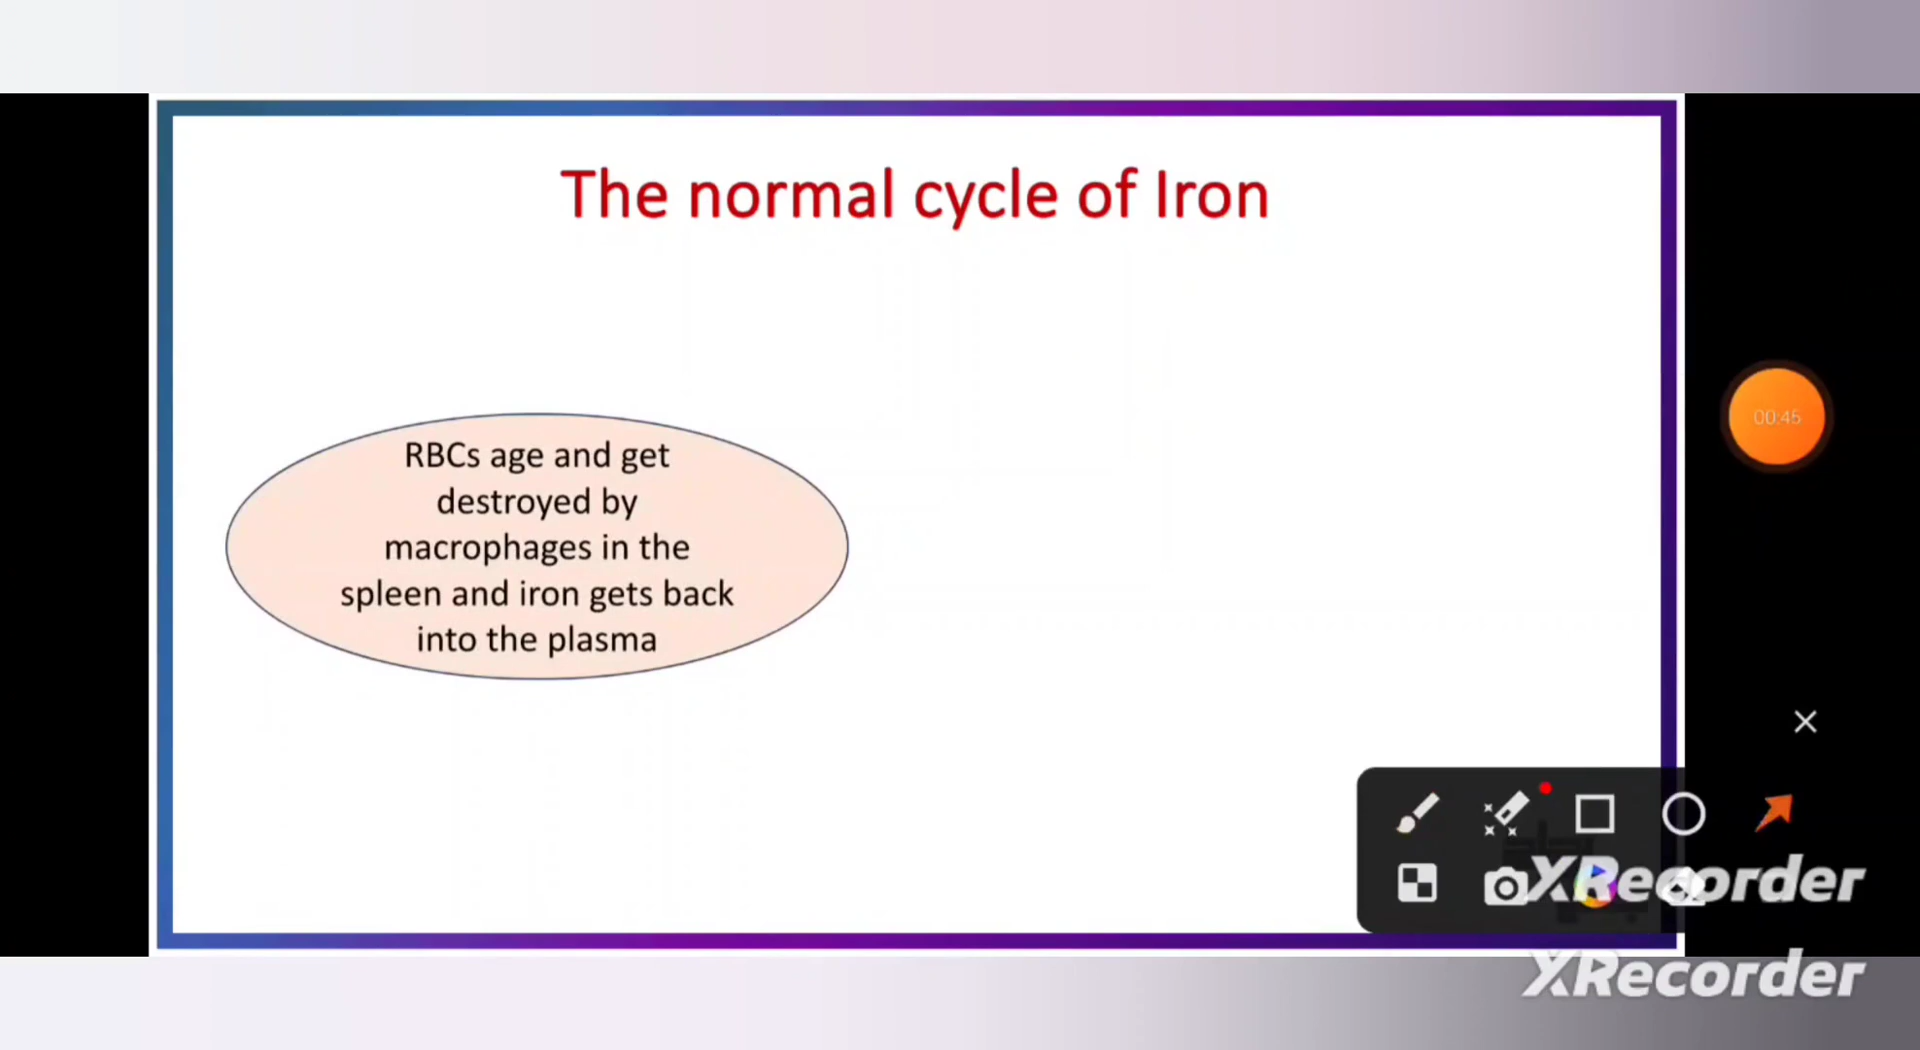 The normal cycle of Iron
RBCs age and get
destroyed by
macrophages in the
spleen and iron gets back
into the plasma
00:45
XRecorder
XRecorder